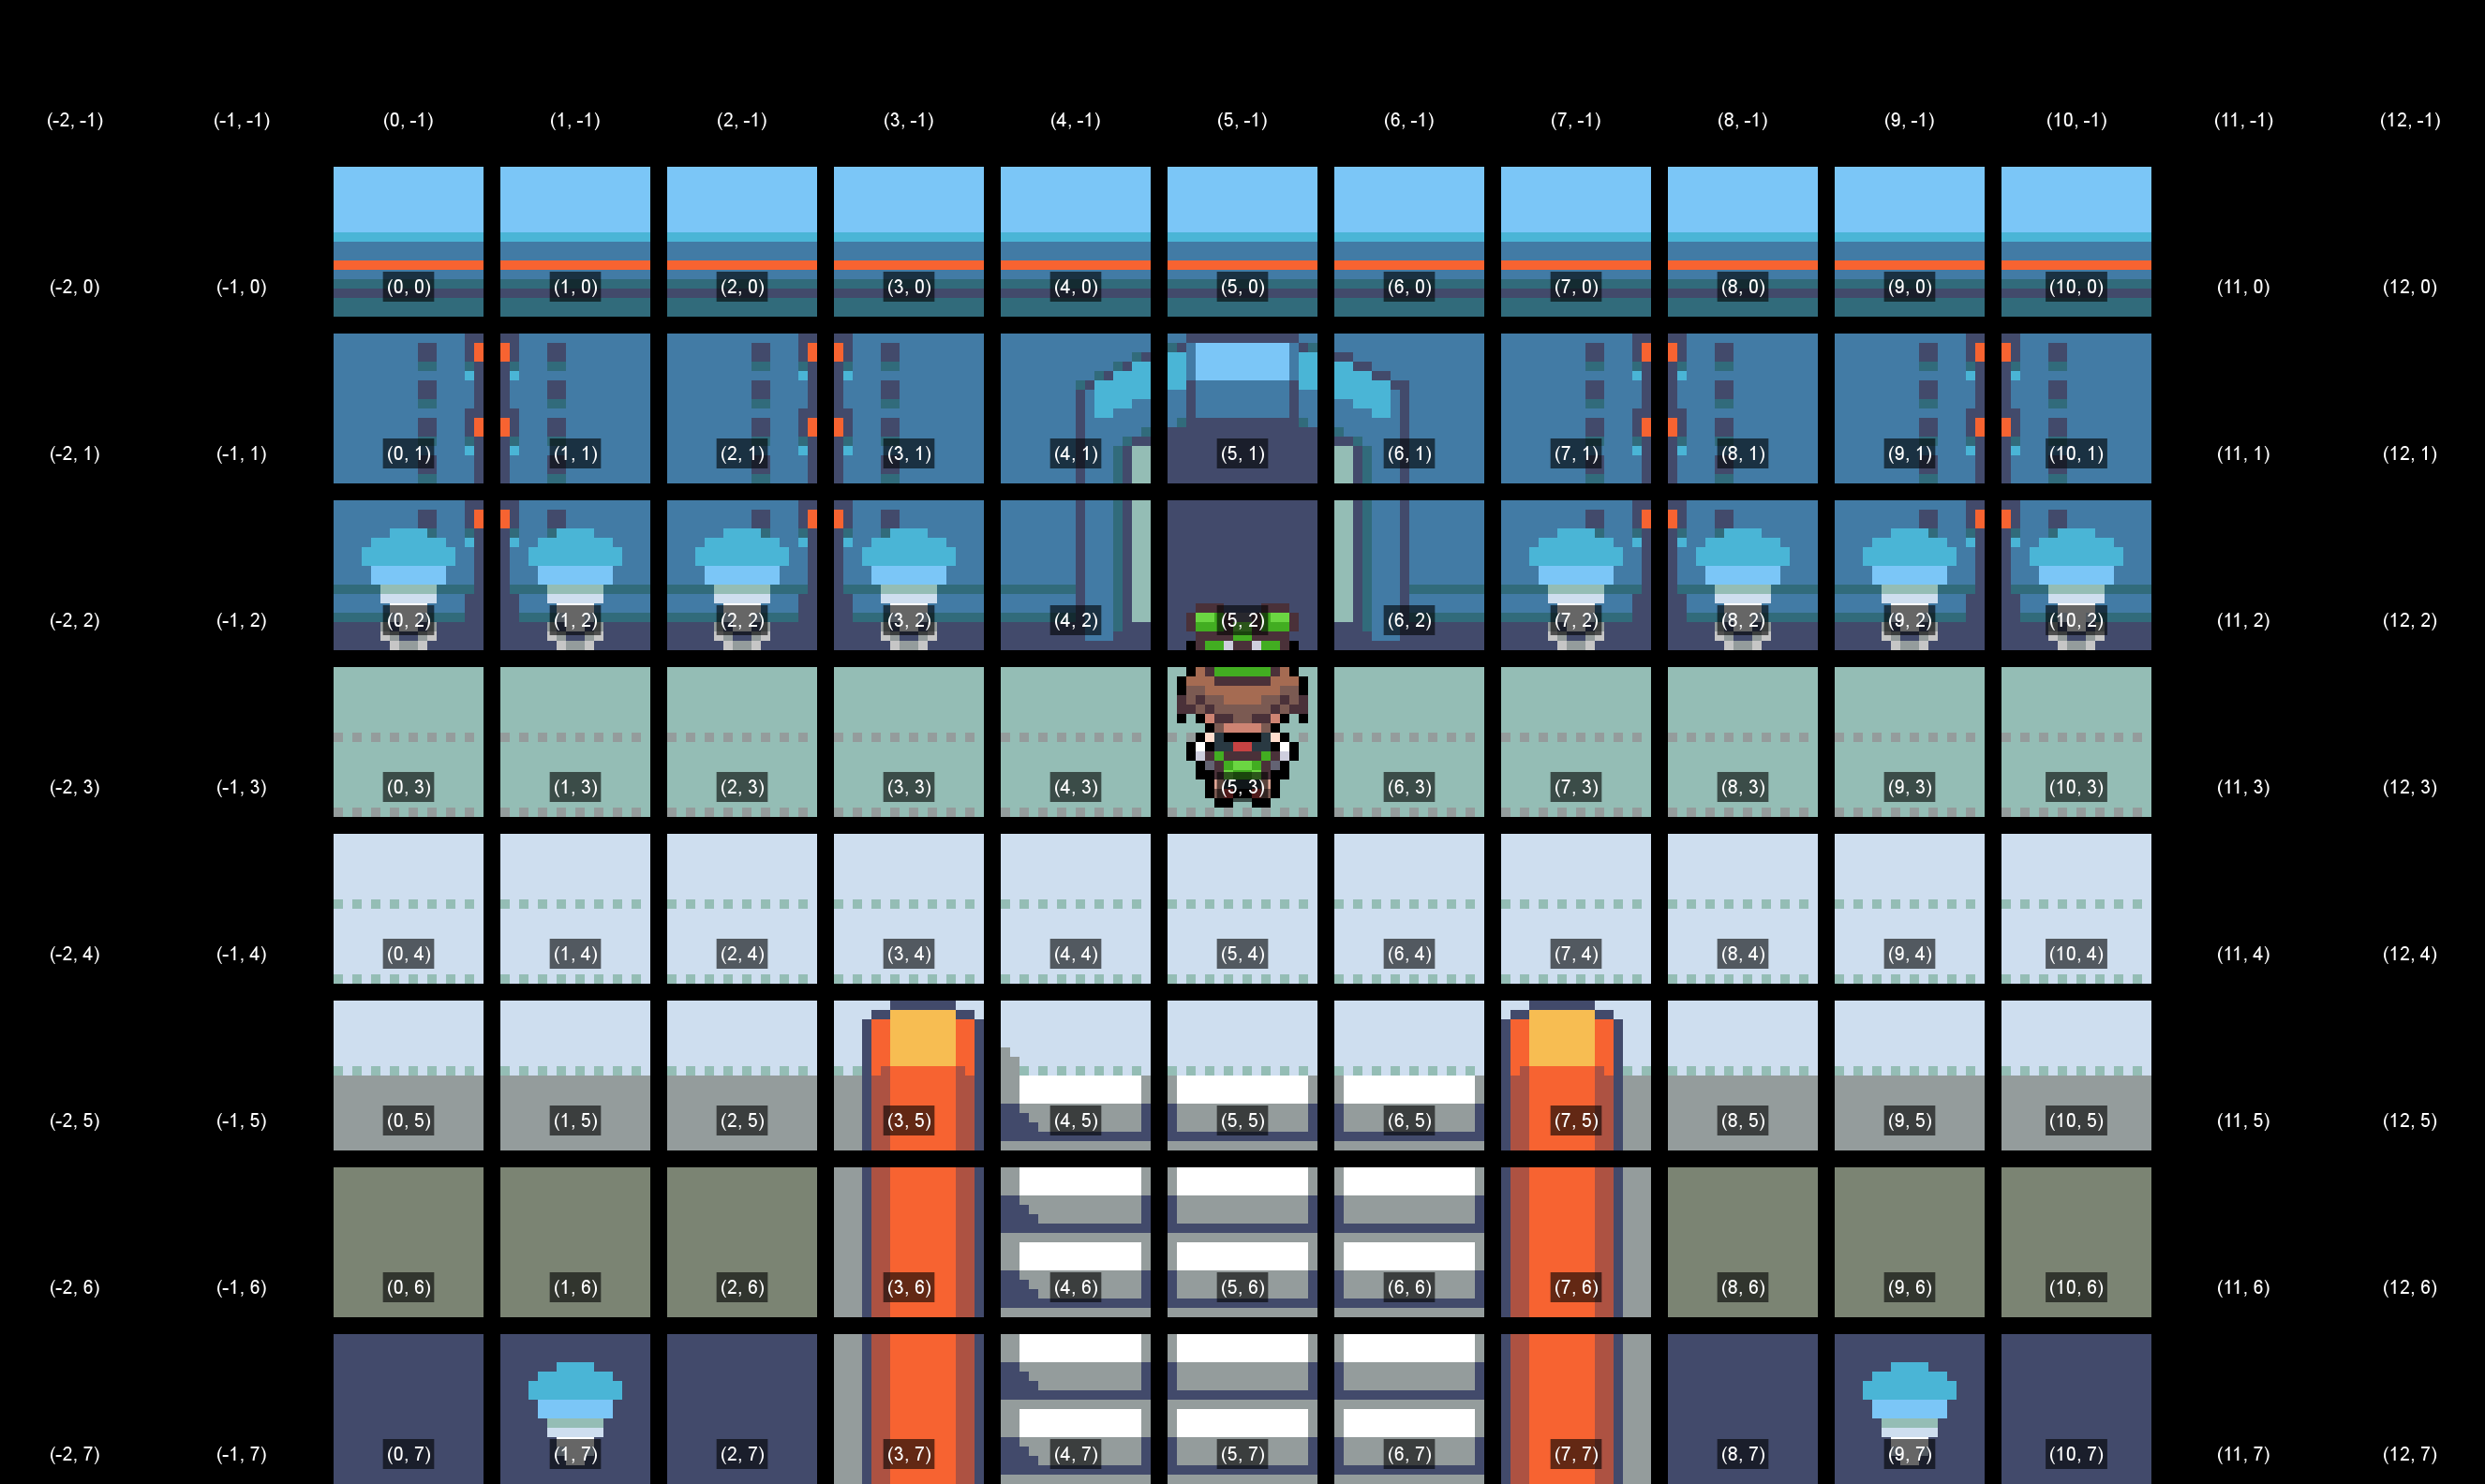 (-2, -1) (-1, -1) (0, -1) (1, -1) (2, -1) (3, -1) (4, -1) (5, -1) (6, -1) (7, -1) (8, -1) (9, -1) (10, -1) (11, -1) (12, -1)
(-2, 0) (-1, 0) (0, 0) (1, 0) (2, 0) (3, 0) (4, 0) (5, 0) (6, 0) (7, 0) (8, 0) (9, 0) (10, 0) (11, 0) (12, 0)
(-2, 1) (-1, 1) (0, 1) (1, 1) (2, 1) (3, 1) (4, 1) (5, 1) (6, 1) (7, 1) (8, 1) (9, 1) (10, 1) (11, 1) (12, 1)
(-2, 2) (-1, 2) (0, 2) (1, 2) (2, 2) (3, 2) (4, 2) (5, 2) (6, 2) (7, 2) (8, 2) (9, 2) (10, 2) (11, 2) (12, 2)
(-2, 3) (-1, 3) (0, 3) (1, 3) (2, 3) (3, 3) (4, 3) (5, 3) (6, 3) (7, 3) (8, 3) (9, 3) (10, 3) (11, 3) (12, 3)
(-2, 4) (-1, 4) (0, 4) (1, 4) (2, 4) (3, 4) (4, 4) (5, 4) (6, 4) (7, 4) (8, 4) (9, 4) (10, 4) (11, 4) (12, 4)
(-2, 5) (-1, 5) (0, 5) (1, 5) (2, 5) (3, 5) (4, 5) (5, 5) (6, 5) (7, 5) (8, 5) (9, 5) (10, 5) (11, 5) (12, 5)
(-2, 6) (-1, 6) (0, 6) (1, 6) (2, 6) (3, 6) (4, 6) (5, 6) (6, 6) (7, 6) (8, 6) (9, 6) (10, 6) (11, 6) (12, 6)
(-2, 7) (-1, 7) (0, 7) (1, 7) (2, 7) (3, 7) (4, 7) (5, 7) (6, 7) (7, 7) (8, 7) (9, 7) (10, 7) (11, 7) (12, 7)